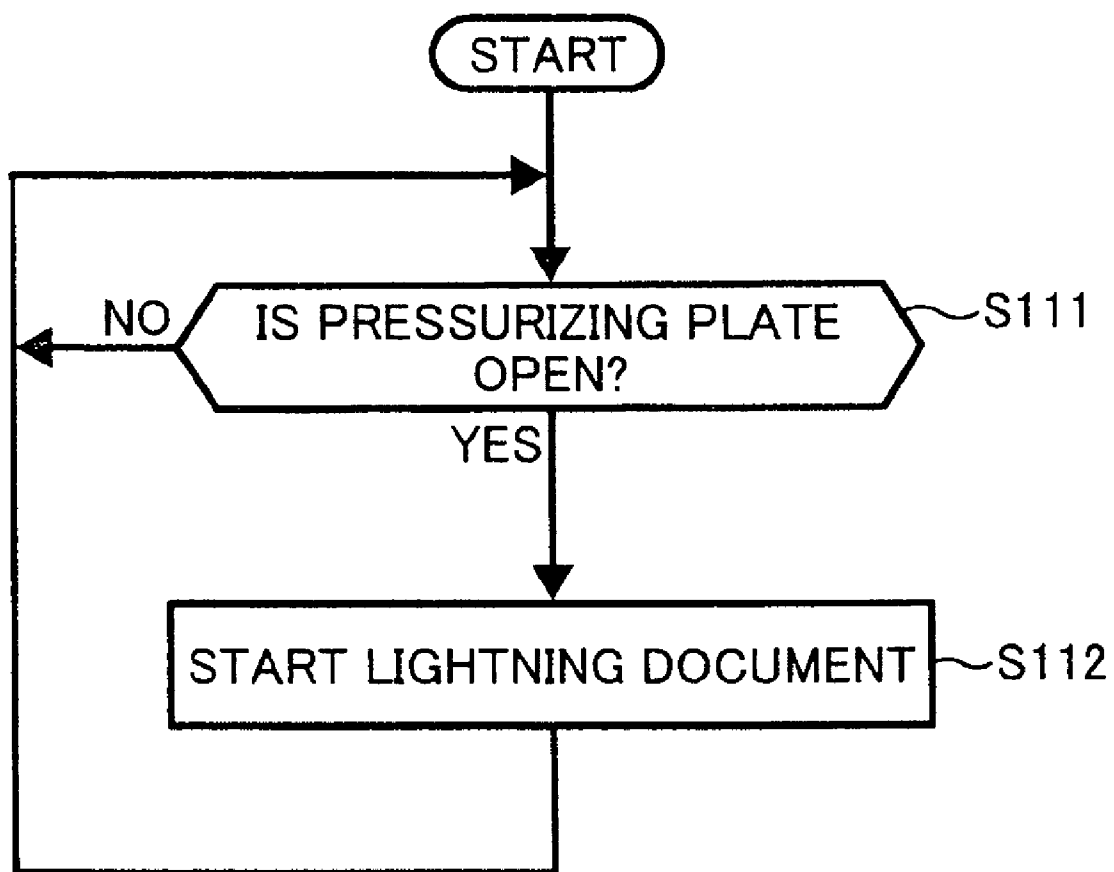 START
NO
IS PRESSURIZING PLATE
OPEN?
S111
YES
START LIGHTNING DOCUMENT
S112